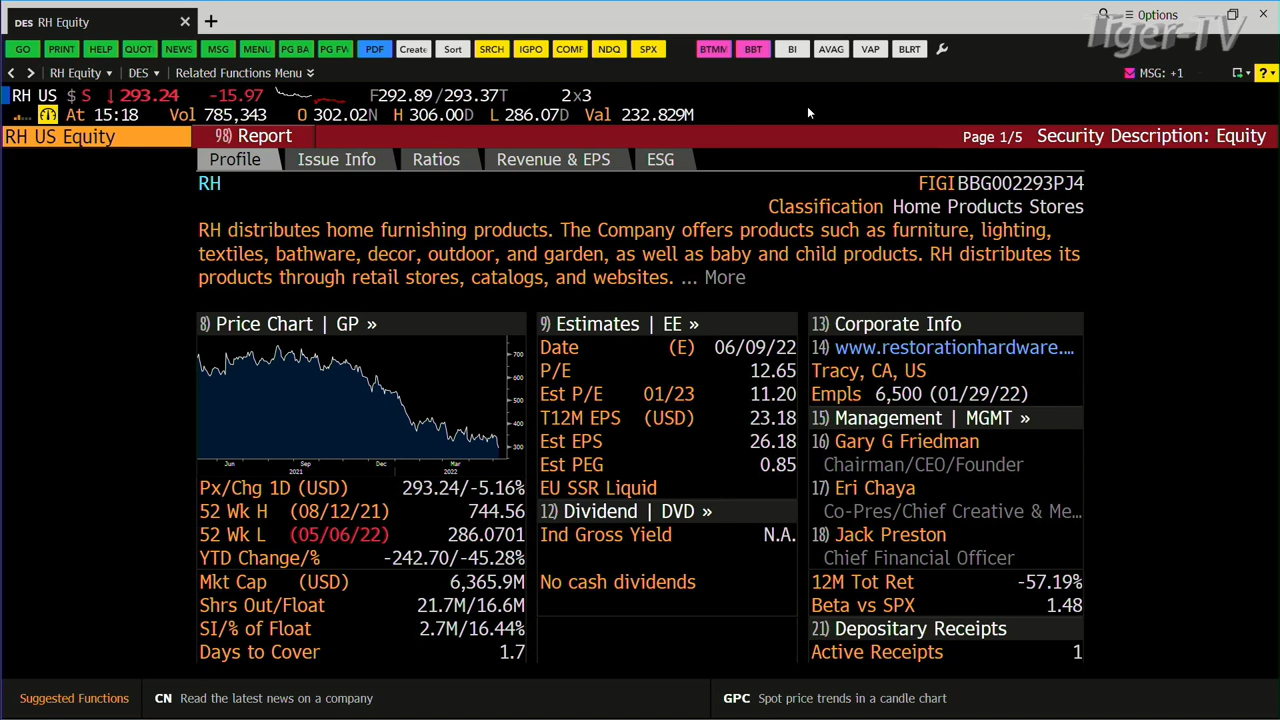 DES RH Equity
Options
Tiger-TV
GO PRINT HELP QUOT NEWS MSG MENU PG BA PG FW PDF Create Sort SRCH IGPO COMF NDQ SPX BTMM BBT BI AVAG VAP BLRT
RH Equity DES Related Functions Menu MSG: +1 ?
RH US $ S ↓293.24 -15.97 F292.89/293.37T 2x3
At 15:18 Vol 785,343 O 302.02N H 306.00D L 286.07D Val 232.829M
RH US Equity 98) Report Page 1/5 Security Description: Equity
Profile Issue Info Ratios Revenue & EPS ESG
RH FIGI BBG002293PJ4
Classification Home Products Stores
RH distributes home furnishing products. The Company offers products such as furniture, lighting,
textiles, bathware, decor, outdoor, and garden, as well as baby and child products. RH distributes its
products through retail stores, catalogs, and websites. ... More
8) Price Chart | GP »
700
600
500
400
300
Jun Sep Dec Mar
2021 2022
Px/Chg 1D (USD) 293.24/-5.16%
52 Wk H (08/12/21) 744.56
52 Wk L (05/06/22) 286.0701
YTD Change/% -242.70/-45.28%
Mkt Cap (USD) 6,365.9M
Shrs Out/Float 21.7M/16.6M
SI/% of Float 2.7M/16.44%
Days to Cover 1.7
9) Estimates | EE »
Date (E) 06/09/22
P/E 12.65
Est P/E 01/23 11.20
T12M EPS (USD) 23.18
Est EPS 26.18
Est PEG 0.85
EU SSR Liquid
12) Dividend | DVD »
Ind Gross Yield N.A.
No cash dividends
13) Corporate Info
14) www.restorationhardware....
Tracy, CA, US
Empls 6,500 (01/29/22)
15) Management | MGMT »
16) Gary G Friedman
Chairman/CEO/Founder
17) Eri Chaya
Co-Pres/Chief Creative & Me...
18) Jack Preston
Chief Financial Officer
12M Tot Ret -57.19%
Beta vs SPX 1.48
21) Depositary Receipts
Active Receipts 1
Suggested Functions CN Read the latest news on a company GPC Spot price trends in a candle chart